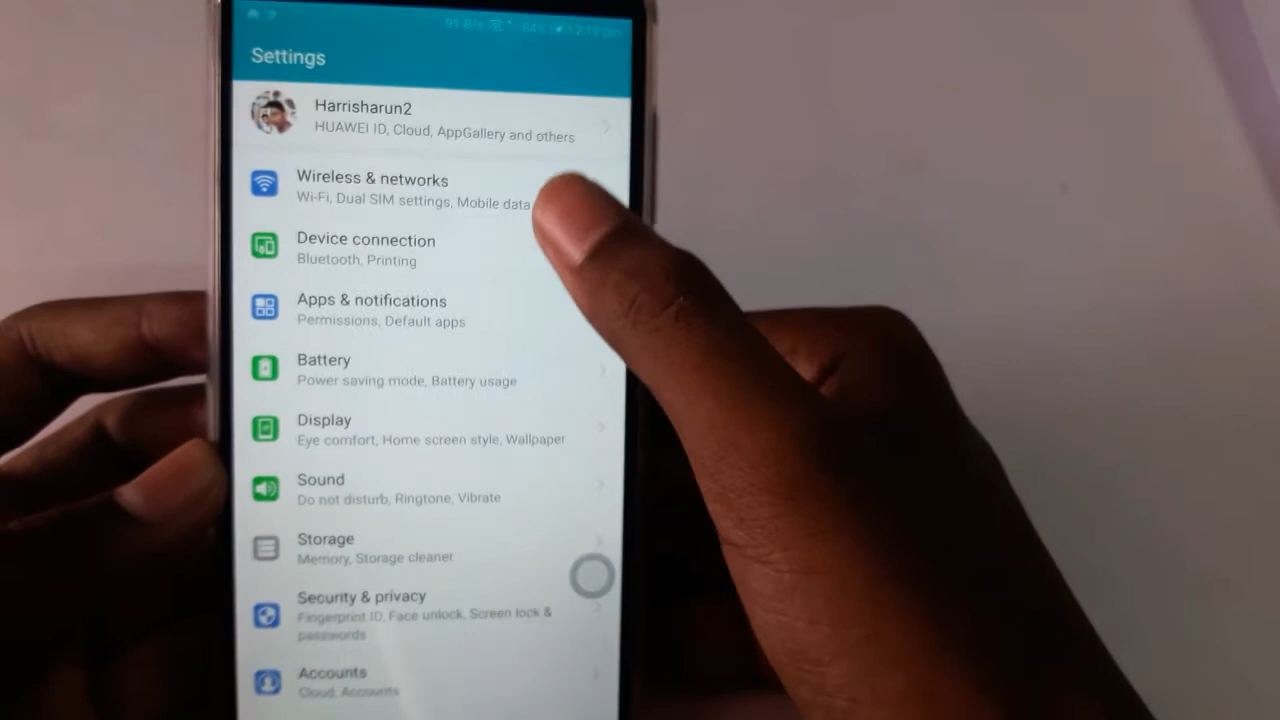 Settings
Harrisharun2
HUAWEI ID, Cloud, AppGallery and others
Wireless & networks
Wi-Fi, Dual SIM settings, Mobile data
Device connection
Bluetooth, Printing
Apps & notifications
Permissions, Default apps
Battery
Power saving mode, Battery usage
Display
Eye comfort, Home screen style, Wallpaper
Sound
Do not disturb, Ringtone, Vibrate
Storage
Memory, Storage cleaner
Security & privacy
Fingerprint ID, Face unlock, Screen lock &
passwords
Accounts
Cloud, Accounts